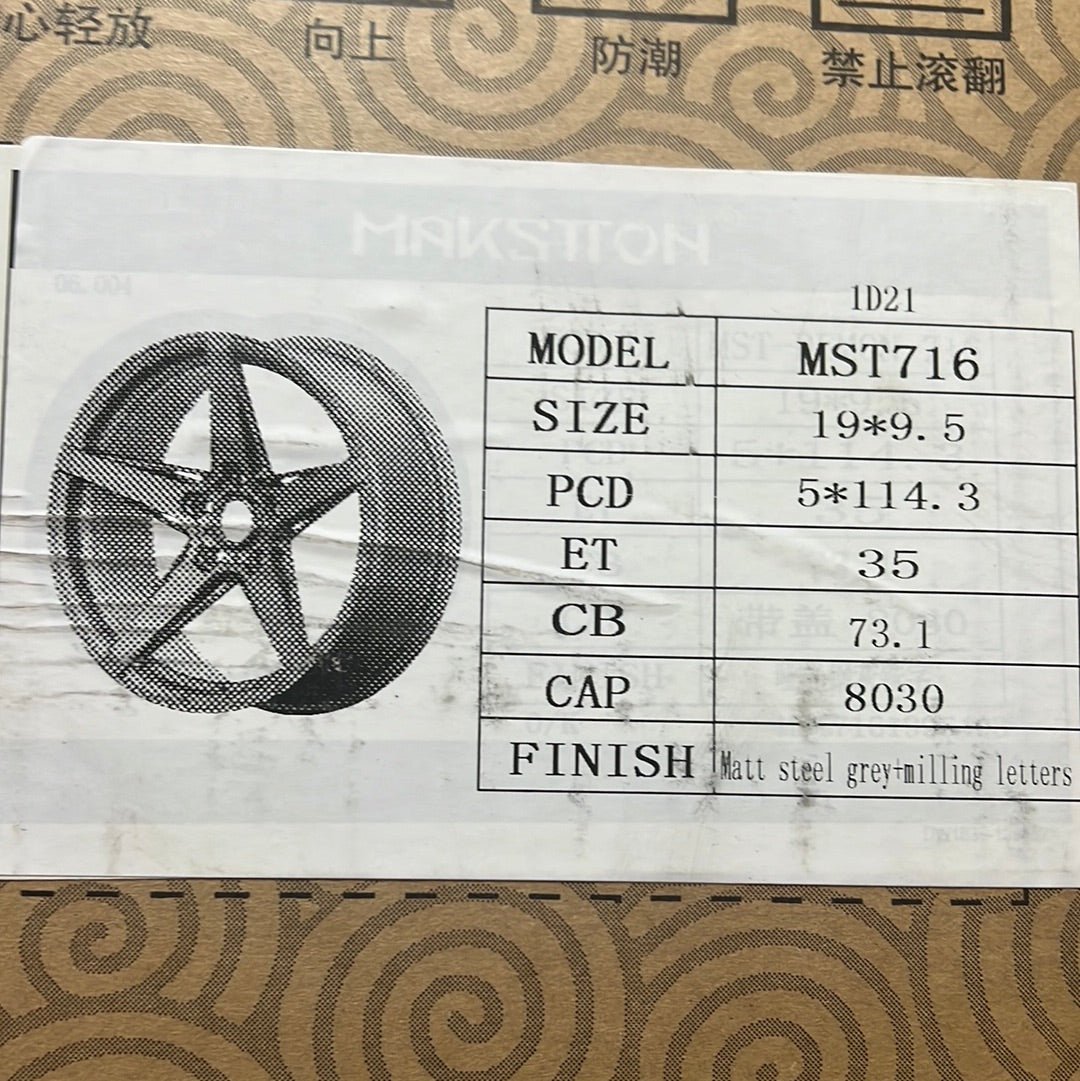 心轻放 向上 防潮 禁止滚翻
MAKSTTON
1D21
MODEL MST716
SIZE 19*9.5
PCD 5*114.3
ET 35
CB 73.1
CAP 8030
FINISH Matt steel grey+milling letters